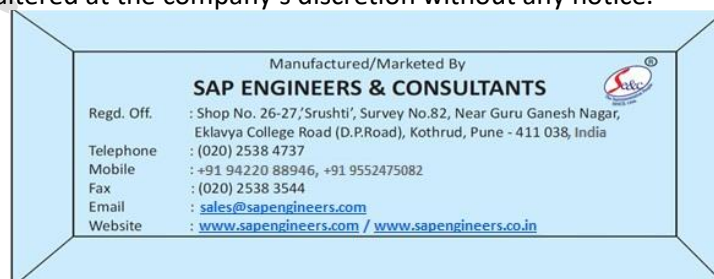 altered at the company's discretion without any notice.
Manufactured/Marketed By
SAP ENGINEERS & CONSULTANTS
®
Regd. Off. : Shop No. 26-27,'Srushti', Survey No.82, Near Guru Ganesh Nagar,
Eklavya College Road (D.P.Road), Kothrud, Pune - 411 038, India
Telephone : (020) 2538 4737
Mobile : +91 94220 88946, +91 9552475082
Fax : (020) 2538 3544
Email : sales@sapengineers.com
Website : www.sapengineers.com / www.sapengineers.co.in